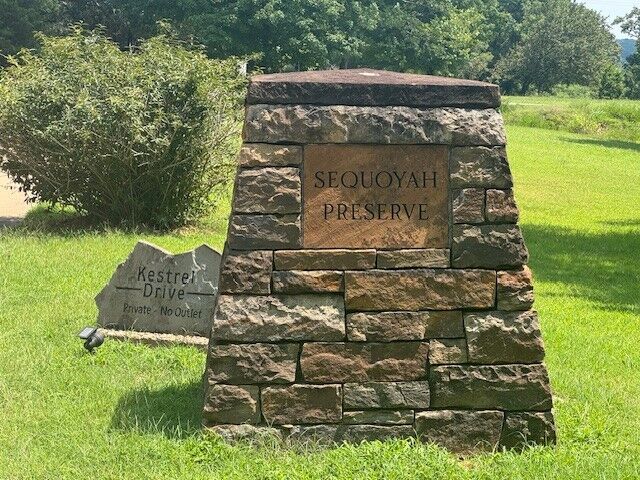 SEQUOYAH
PRESERVE
Kestrel
Drive
Private - No Outlet